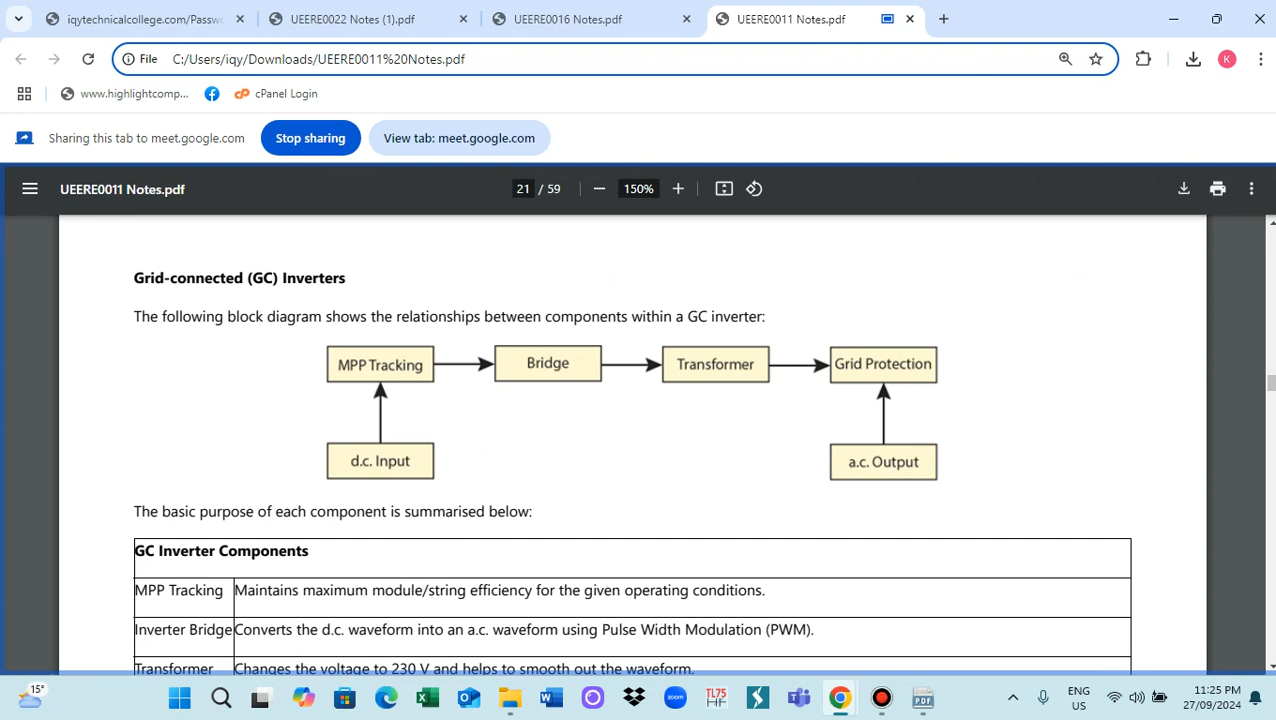 iqytechnicalcollege.com/Passwo
UEERE0022 Notes (1).pdf
UEERE0016 Notes.pdf
UEERE0011 Notes.pdf
File
C:/Users/iqy/Downloads/UEERE0011%20Notes.pdf
K
www.highlightcomp...
cPanel Login
Sharing this tab to meet.google.com
Stop sharing
View tab: meet.google.com
UEERE0011 Notes.pdf
21 / 59
150%
Grid-connected (GC) Inverters
The following block diagram shows the relationships between components within a GC inverter:
MPP Tracking
Bridge
Transformer
Grid Protection
d.c. Input
a.c. Output
The basic purpose of each component is summarised below:
GC Inverter Components
MPP Tracking Maintains maximum module/string efficiency for the given operating conditions.
Inverter Bridge Converts the d.c. waveform into an a.c. waveform using Pulse Width Modulation (PWM).
Transformer Changes the voltage to 230 V and helps to smooth out the waveform.
15°
zoom
TL75
HF
PDF
ENG
US
11:25 PM
27/09/2024